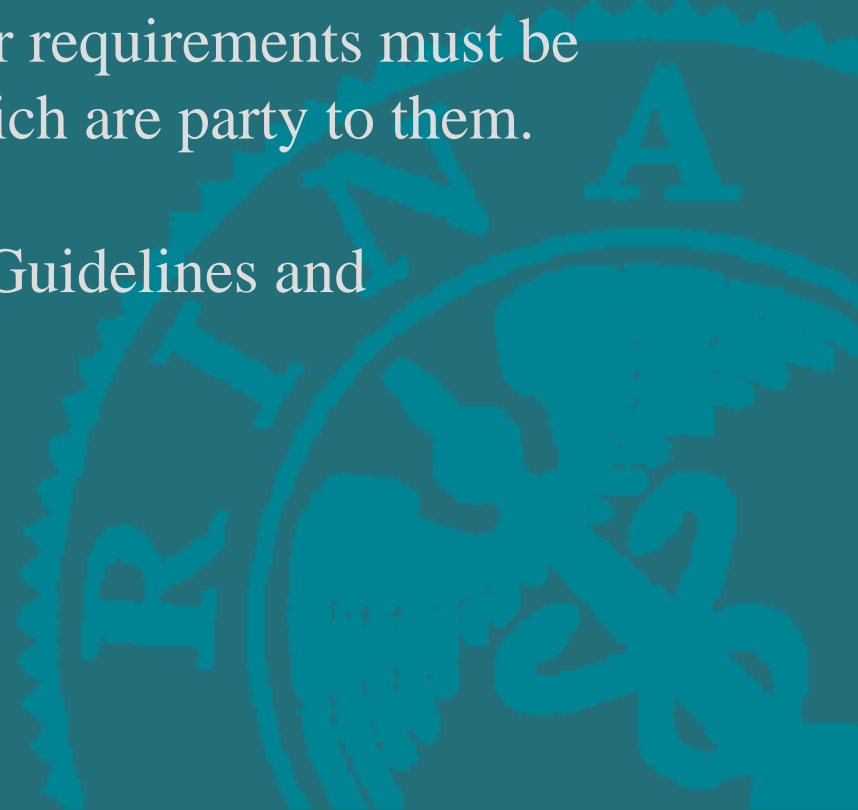 r requirements must be
ich are party to them.
Guidelines and
R I N A